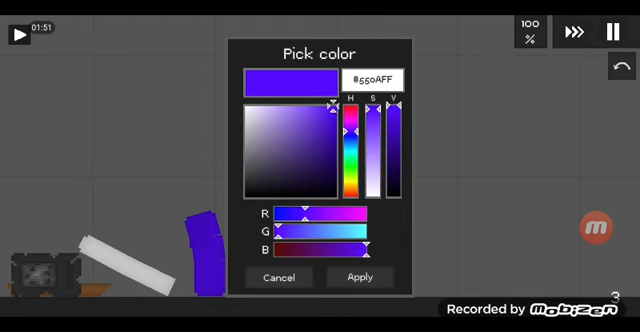 01:51
100
%
Pick color
#550AFF
H S V
R
G
B
Cancel Apply
3
Recorded by Mobizen